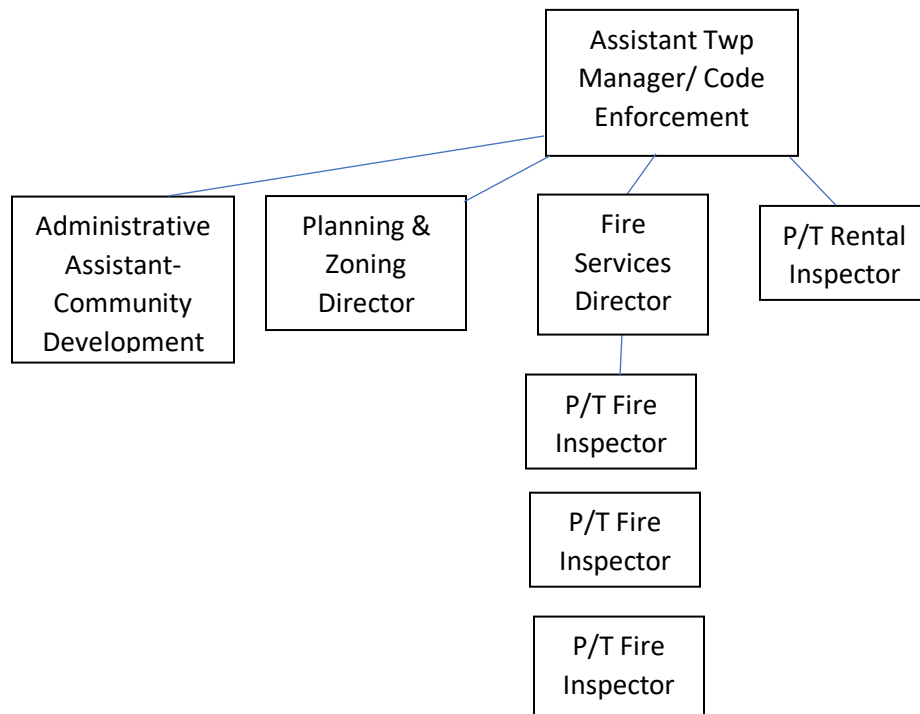 Assistant Twp
Manager/ Code
Enforcement
Administrative
Assistant-
Community
Development
Planning &
Zoning
Director
Fire
Services
Director
P/T Rental
Inspector
P/T Fire
Inspector
P/T Fire
Inspector
P/T Fire
Inspector